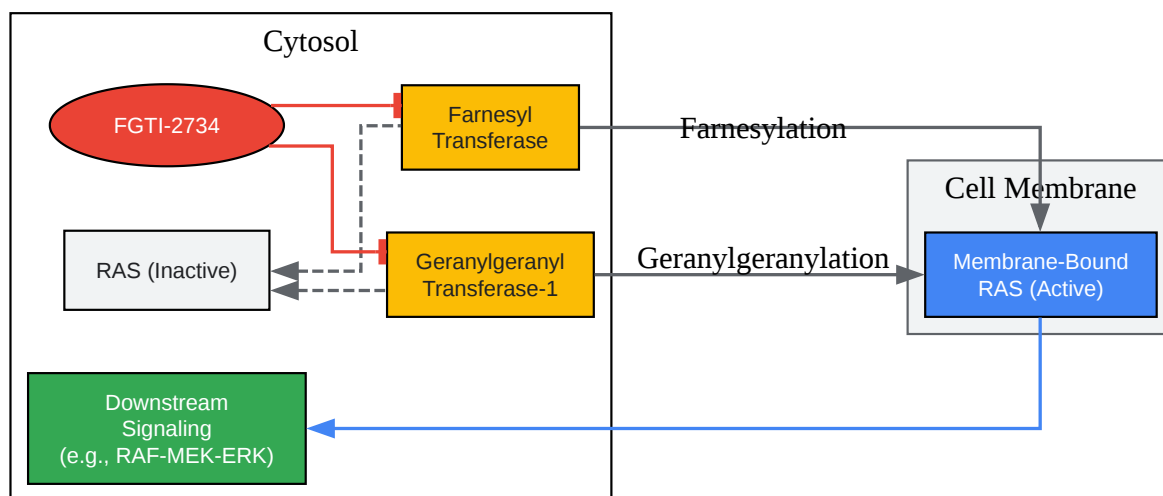 Cytosol
FGTI-2734
Farnesyl
Transferase
Farnesylation
Cell Membrane
RAS (Inactive)
Geranylgeranyl
Transferase-1
Geranylgeranylation
Membrane-Bound
RAS (Active)
Downstream
Signaling
(e.g., RAF-MEK-ERK)